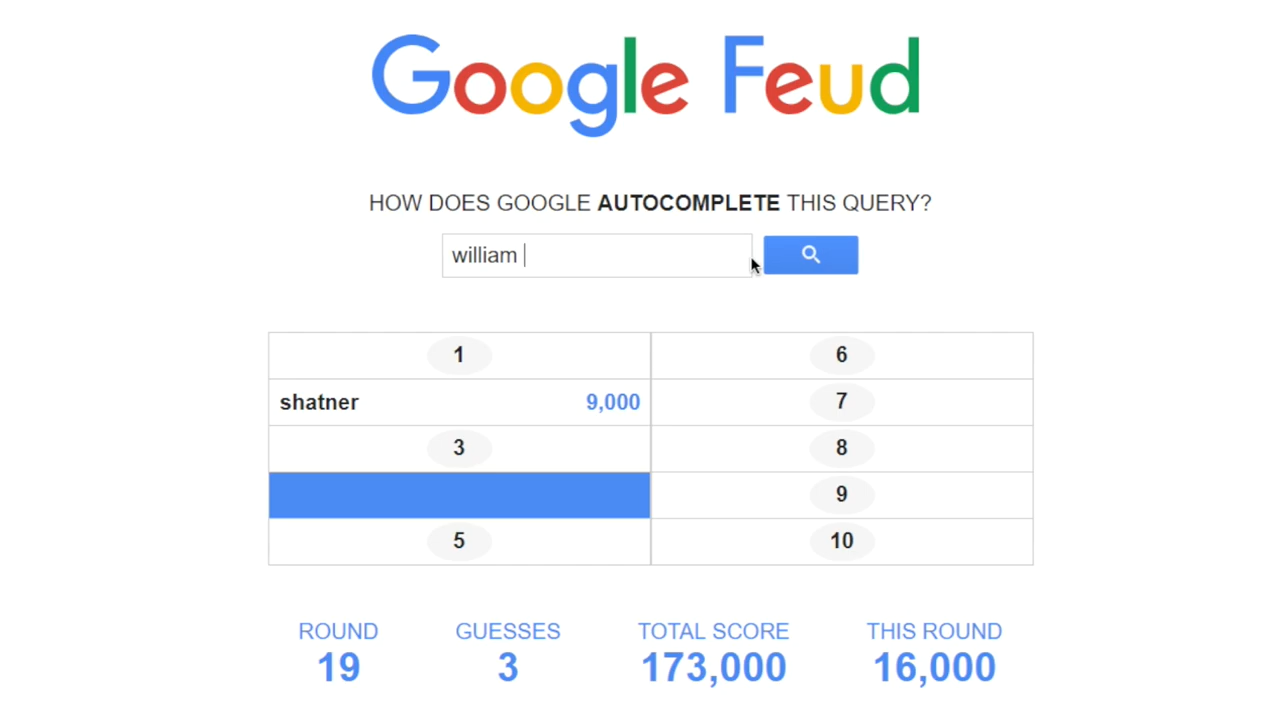 Google Feud
HOW DOES GOOGLE AUTOCOMPLETE THIS QUERY?
william
1
6
shatner 9,000
7
3
8
9
5
10
ROUND GUESSES TOTAL SCORE THIS ROUND
19 3 173,000 16,000